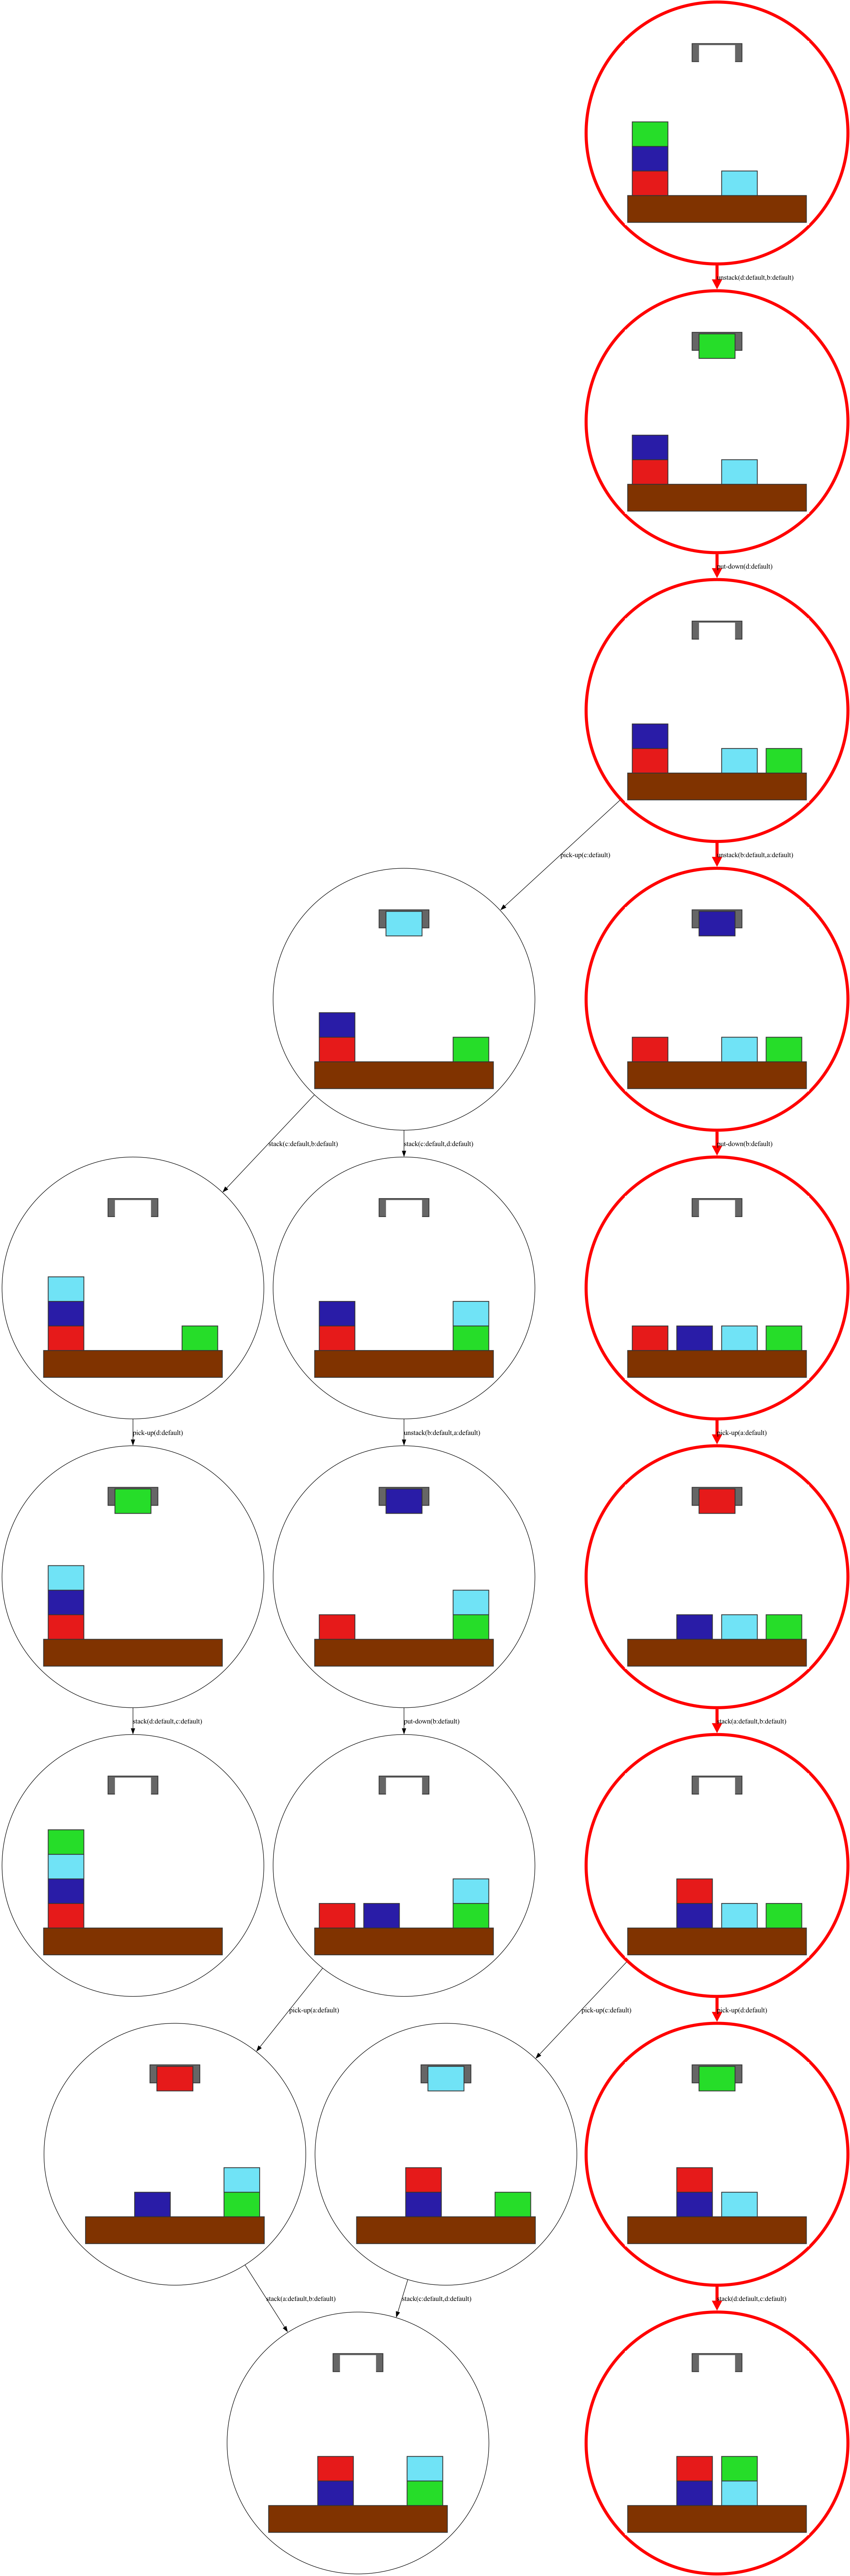 unstack(d:default,b:default)
put-down(d:default)
pick-up(c:default)
unstack(b:default,a:default)
stack(c:default,b:default)
stack(c:default,d:default)
put-down(b:default)
pick-up(d:default)
unstack(b:default,a:default)
pick-up(a:default)
stack(d:default,c:default)
put-down(b:default)
stack(a:default,b:default)
pick-up(a:default)
pick-up(c:default)
pick-up(d:default)
stack(a:default,b:default)
stack(c:default,d:default)
stack(d:default,c:default)